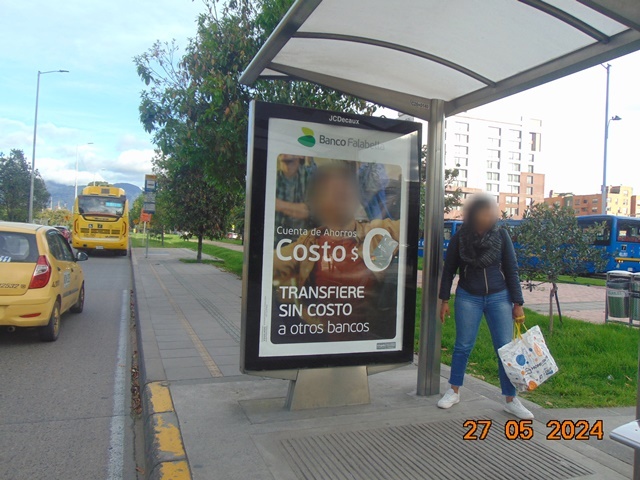 JCDecaux
Banco Falabella
Cuenta de Ahorros
Costo $0
TRANSFIERE
SIN COSTO
a otros bancos
27 05 2024